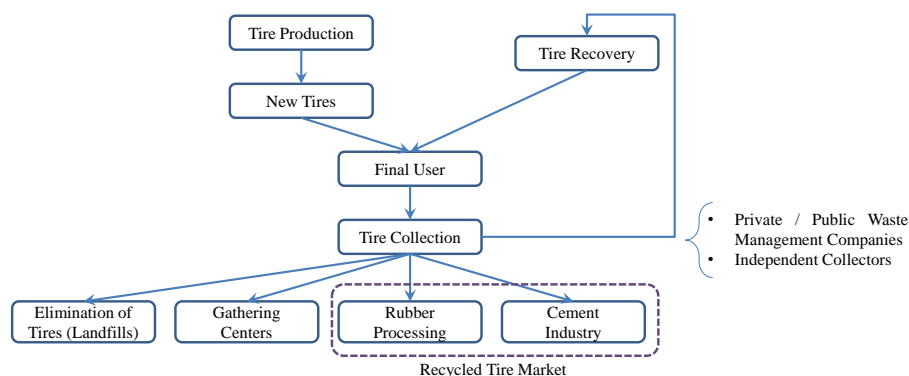 Tire Production
Tire Recovery
New Tires
Final User
Tire Collection
• Private / Public Waste
Management Companies
• Independent Collectors
Elimination of
Tires (Landfills)
Gathering
Centers
Rubber
Processing
Cement
Industry
Recycled Tire Market